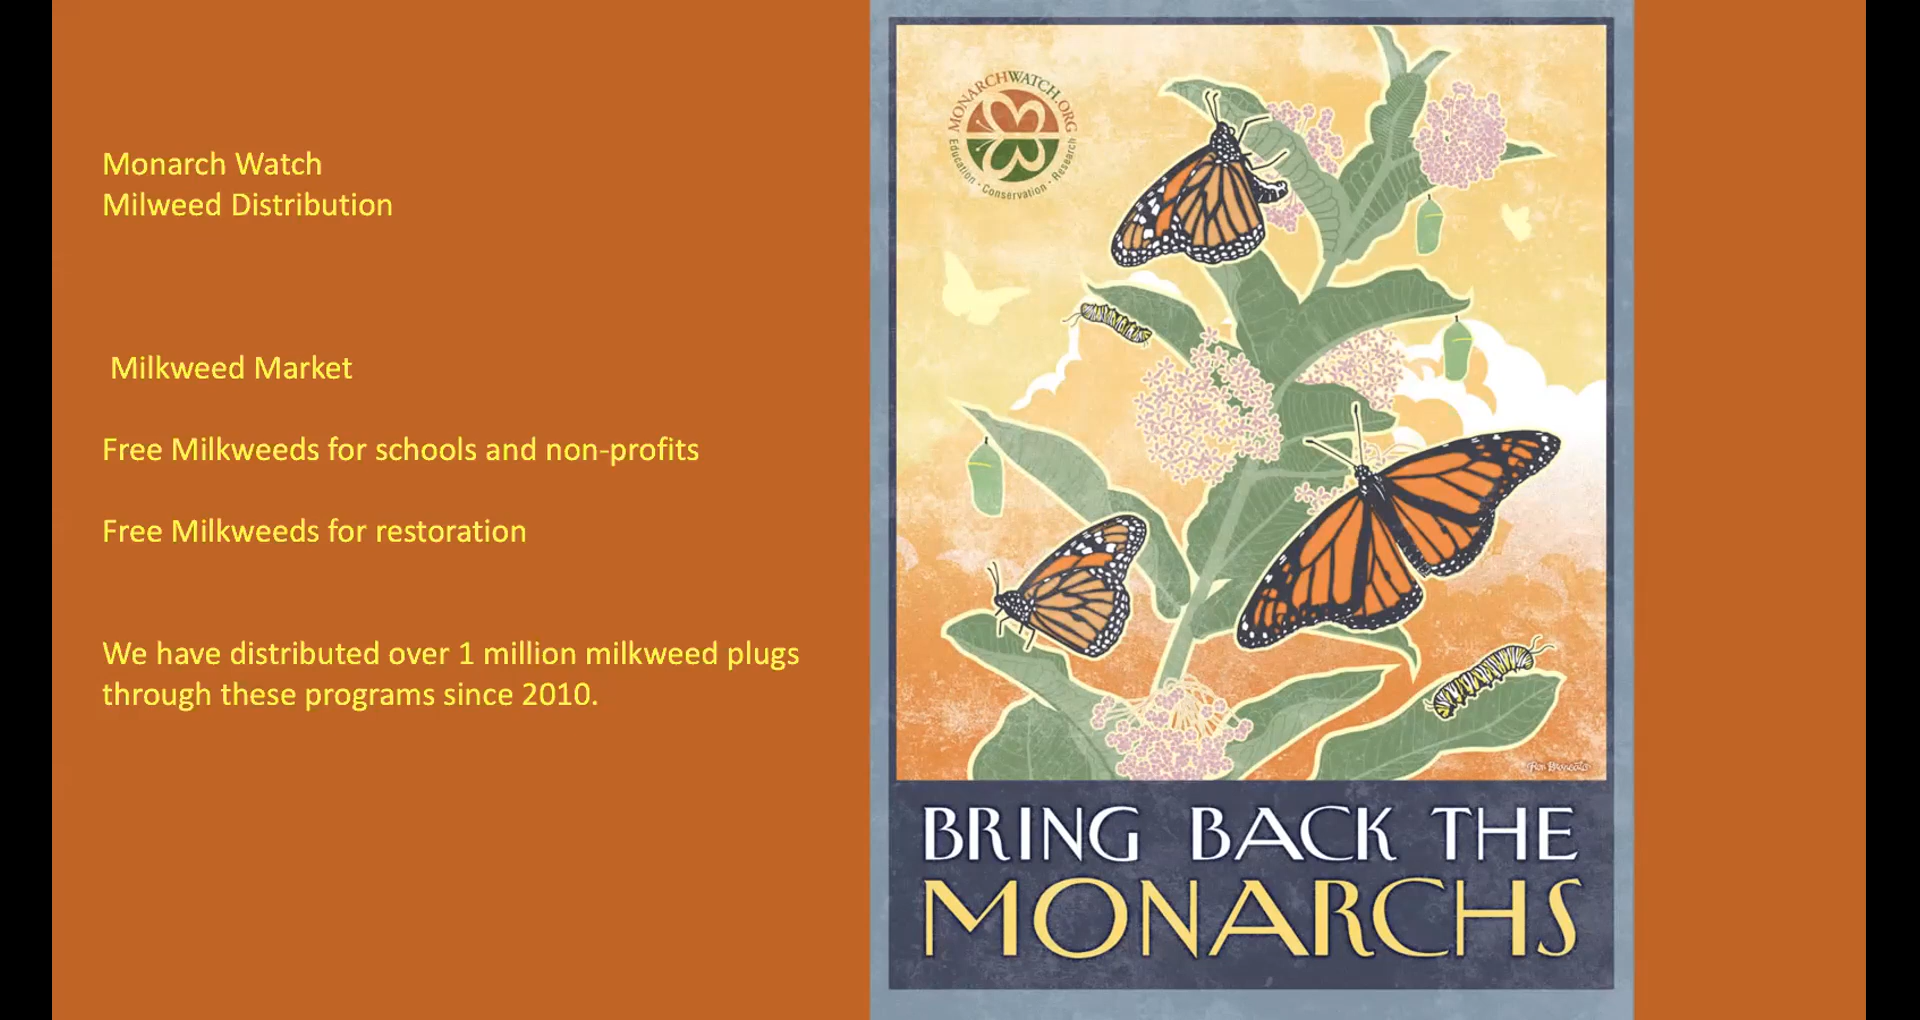 Monarch Watch
Milweed Distribution
Milkweed Market
Free Milkweeds for schools and non-profits
Free Milkweeds for restoration
We have distributed over 1 million milkweed plugs
through these programs since 2010.
MONARCHWATCH.ORG
Education · Conservation · Research
BRING BACK THE
MONARCHS